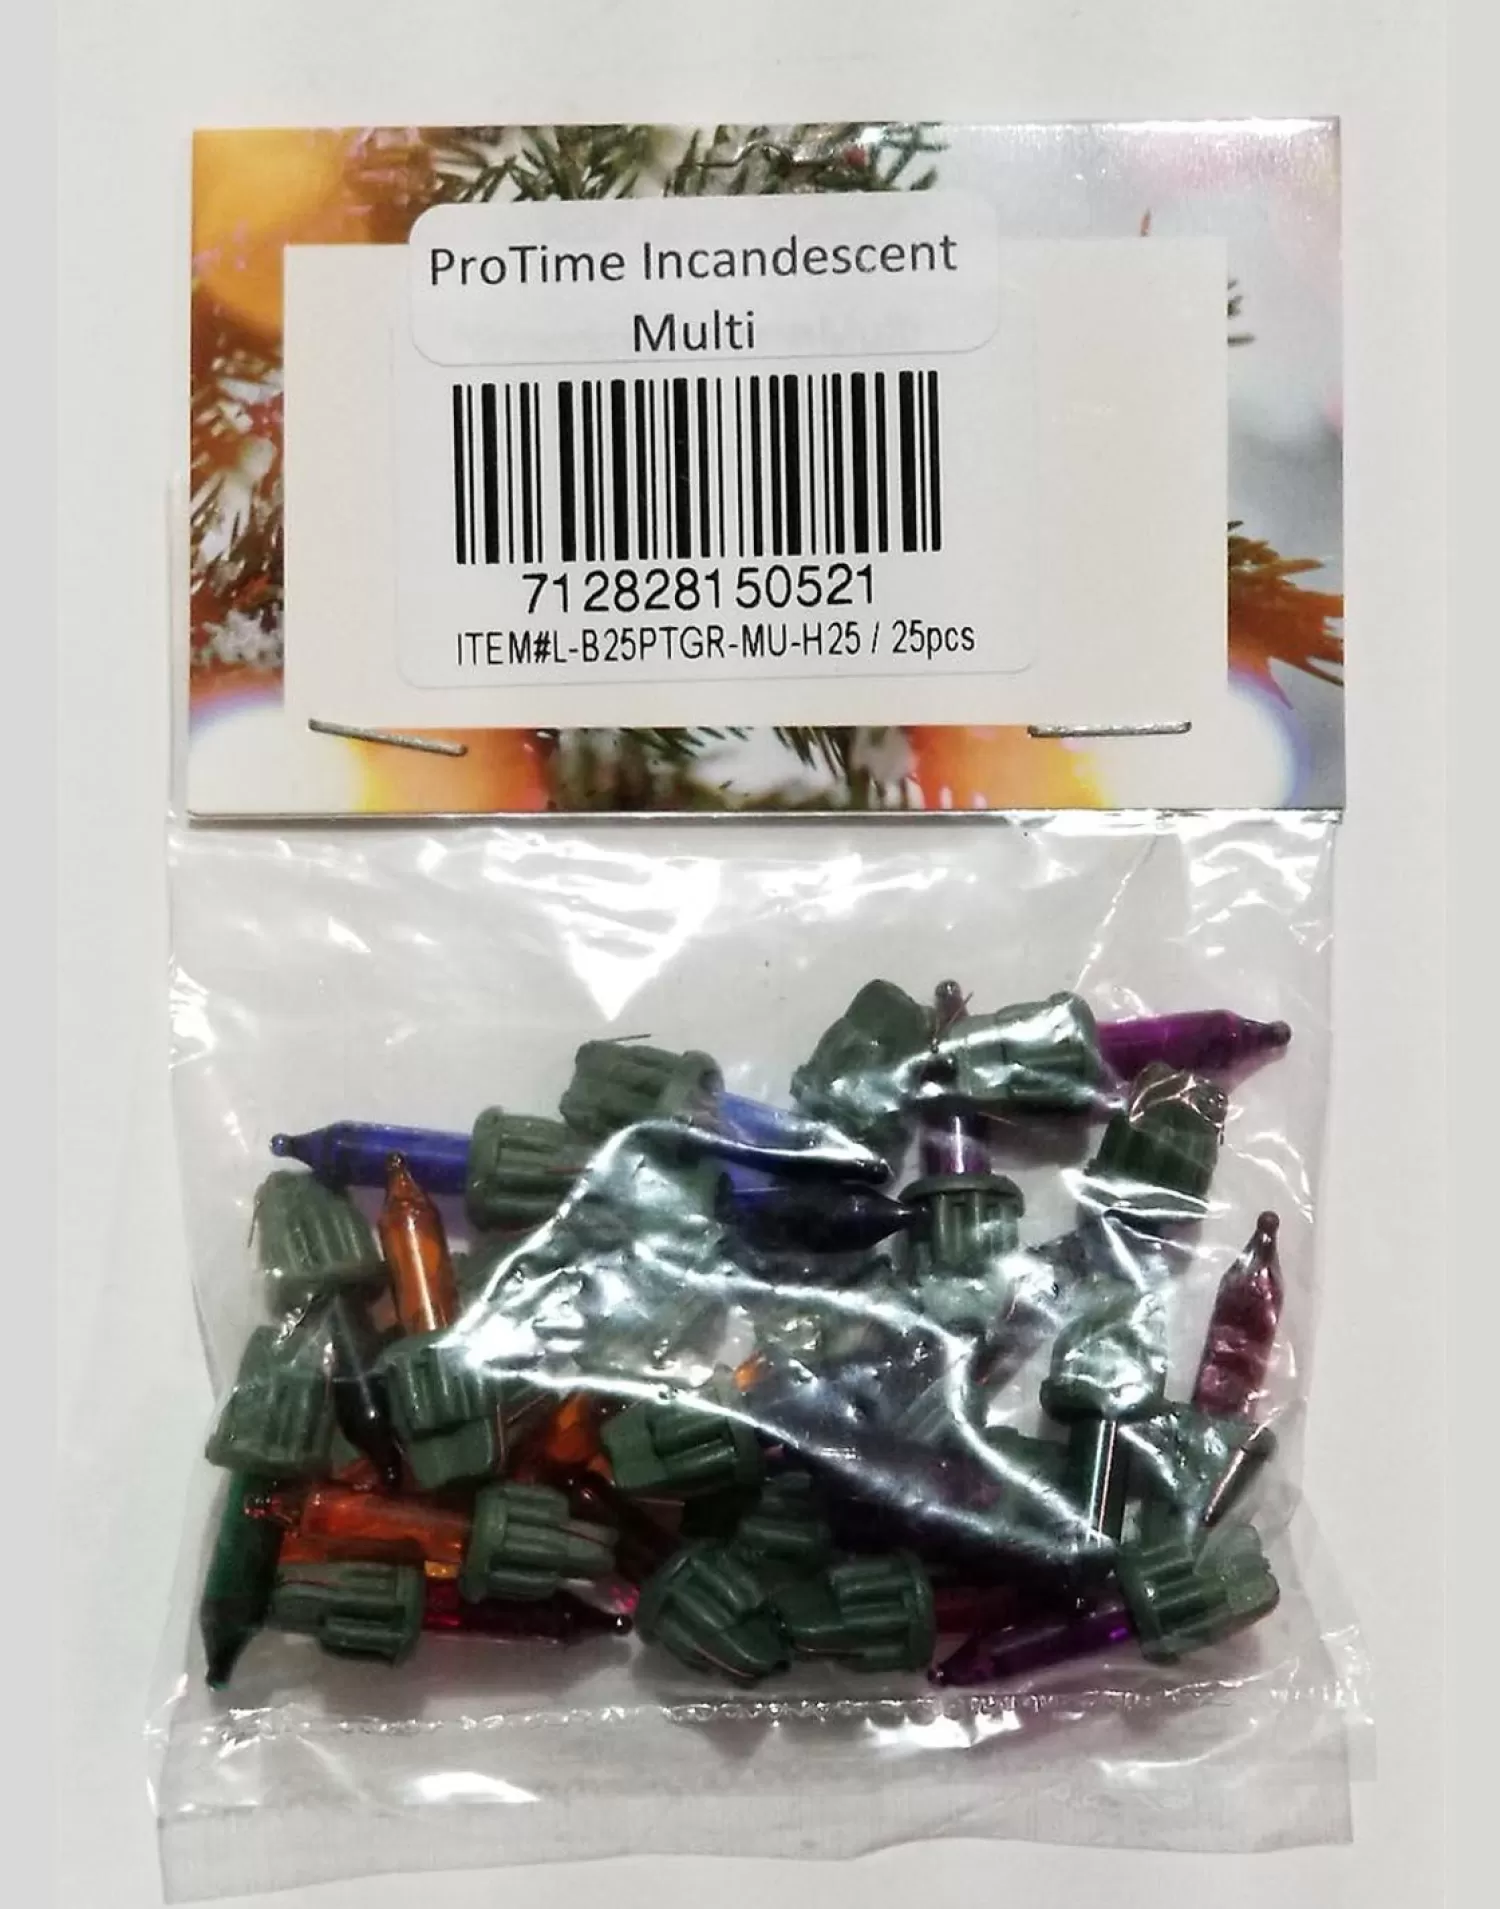 ProTime Incandescent
Multi
712828150521
ITEM#L-B25PTGR-MU-H25 / 25pcs